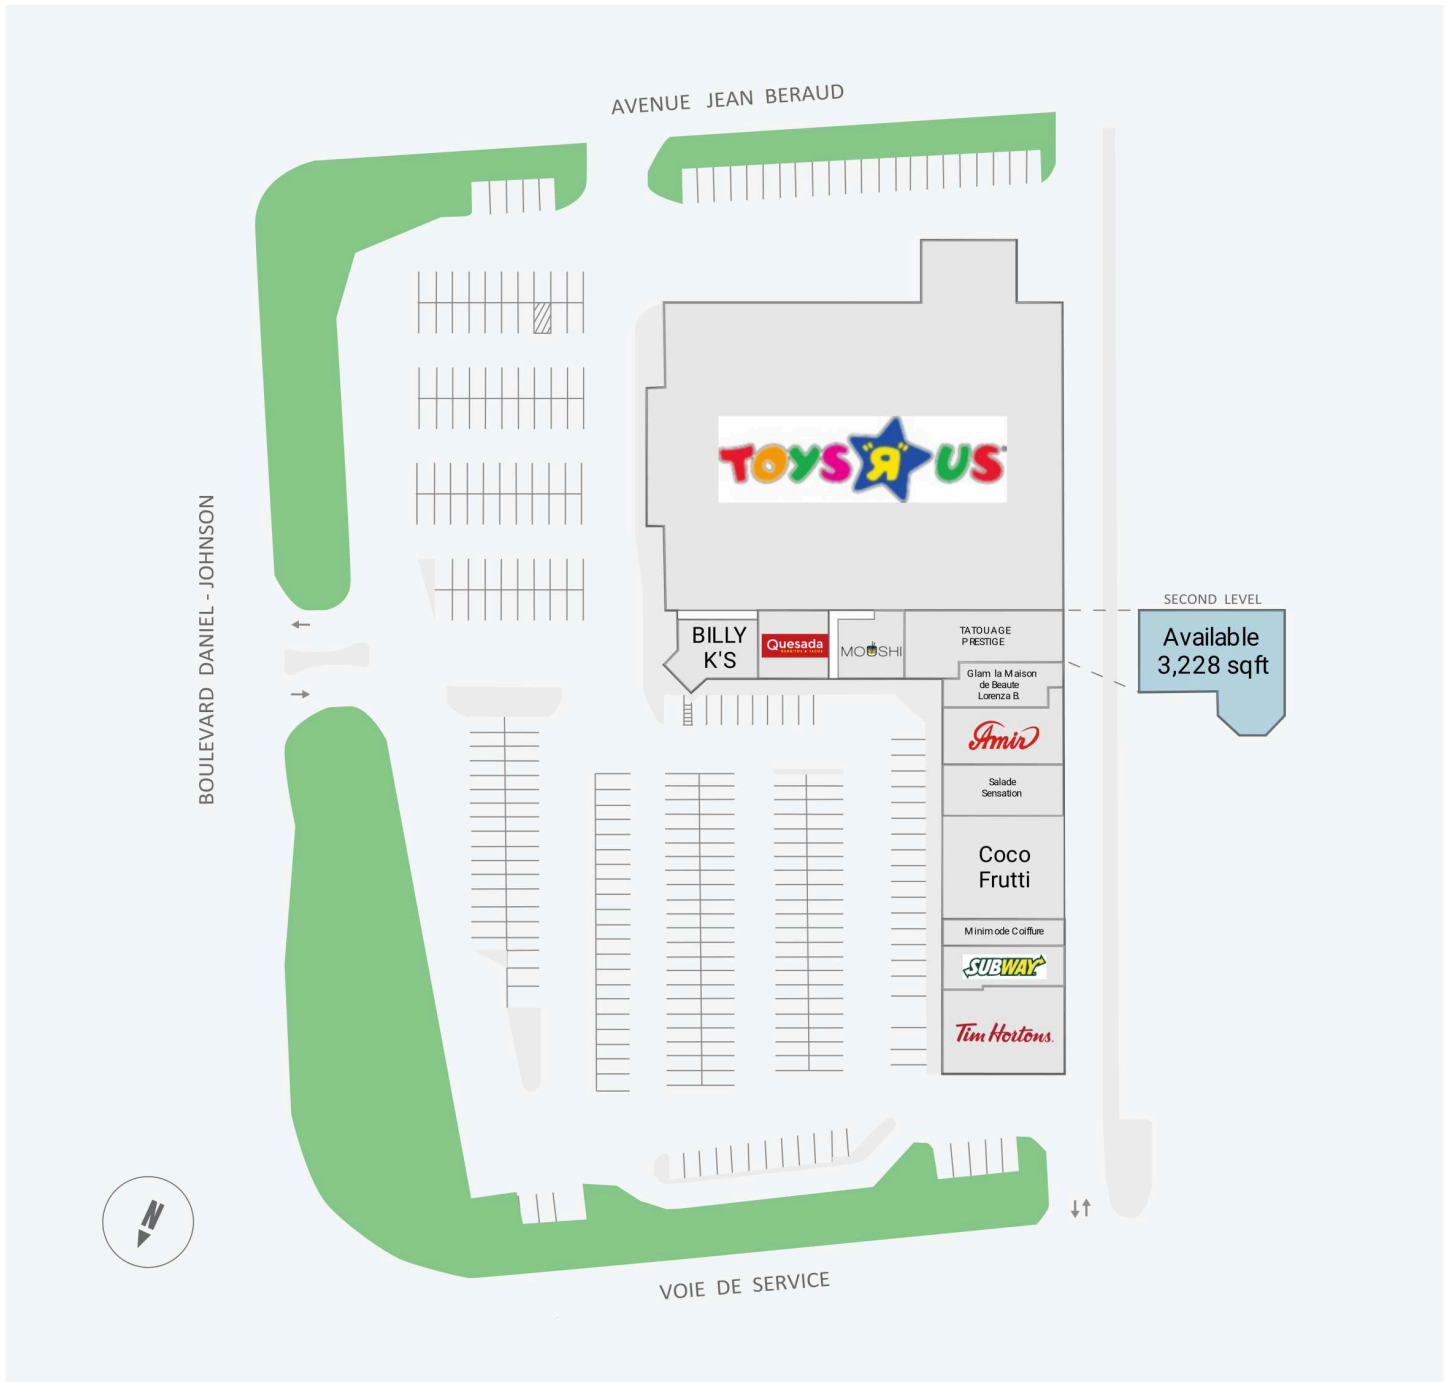 AVENUE JEAN BERAUD
TOYS "R" US
BOULEVARD DANIEL - JOHNSON
SECOND LEVEL
Available
3,228 sqft
BILLY
K'S
Quesada
BURRITOS & TACOS
MOUSHI
TATOUAGE
PRESTIGE
Glam la Maison
de Beaute
Lorenza B.
Amir
Salade
Sensation
Coco
Frutti
Minimode Coiffure
SUBWAY
Tim Hortons.
N
VOIE DE SERVICE